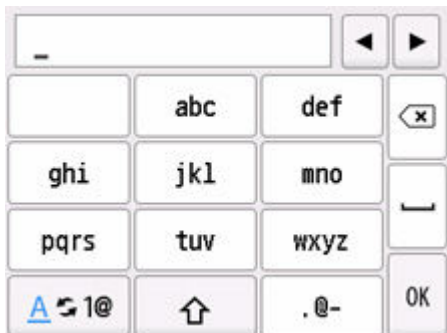 _
abc def
ghi jkl mno
pqrs tuv wxyz
A 1@ .@- OK